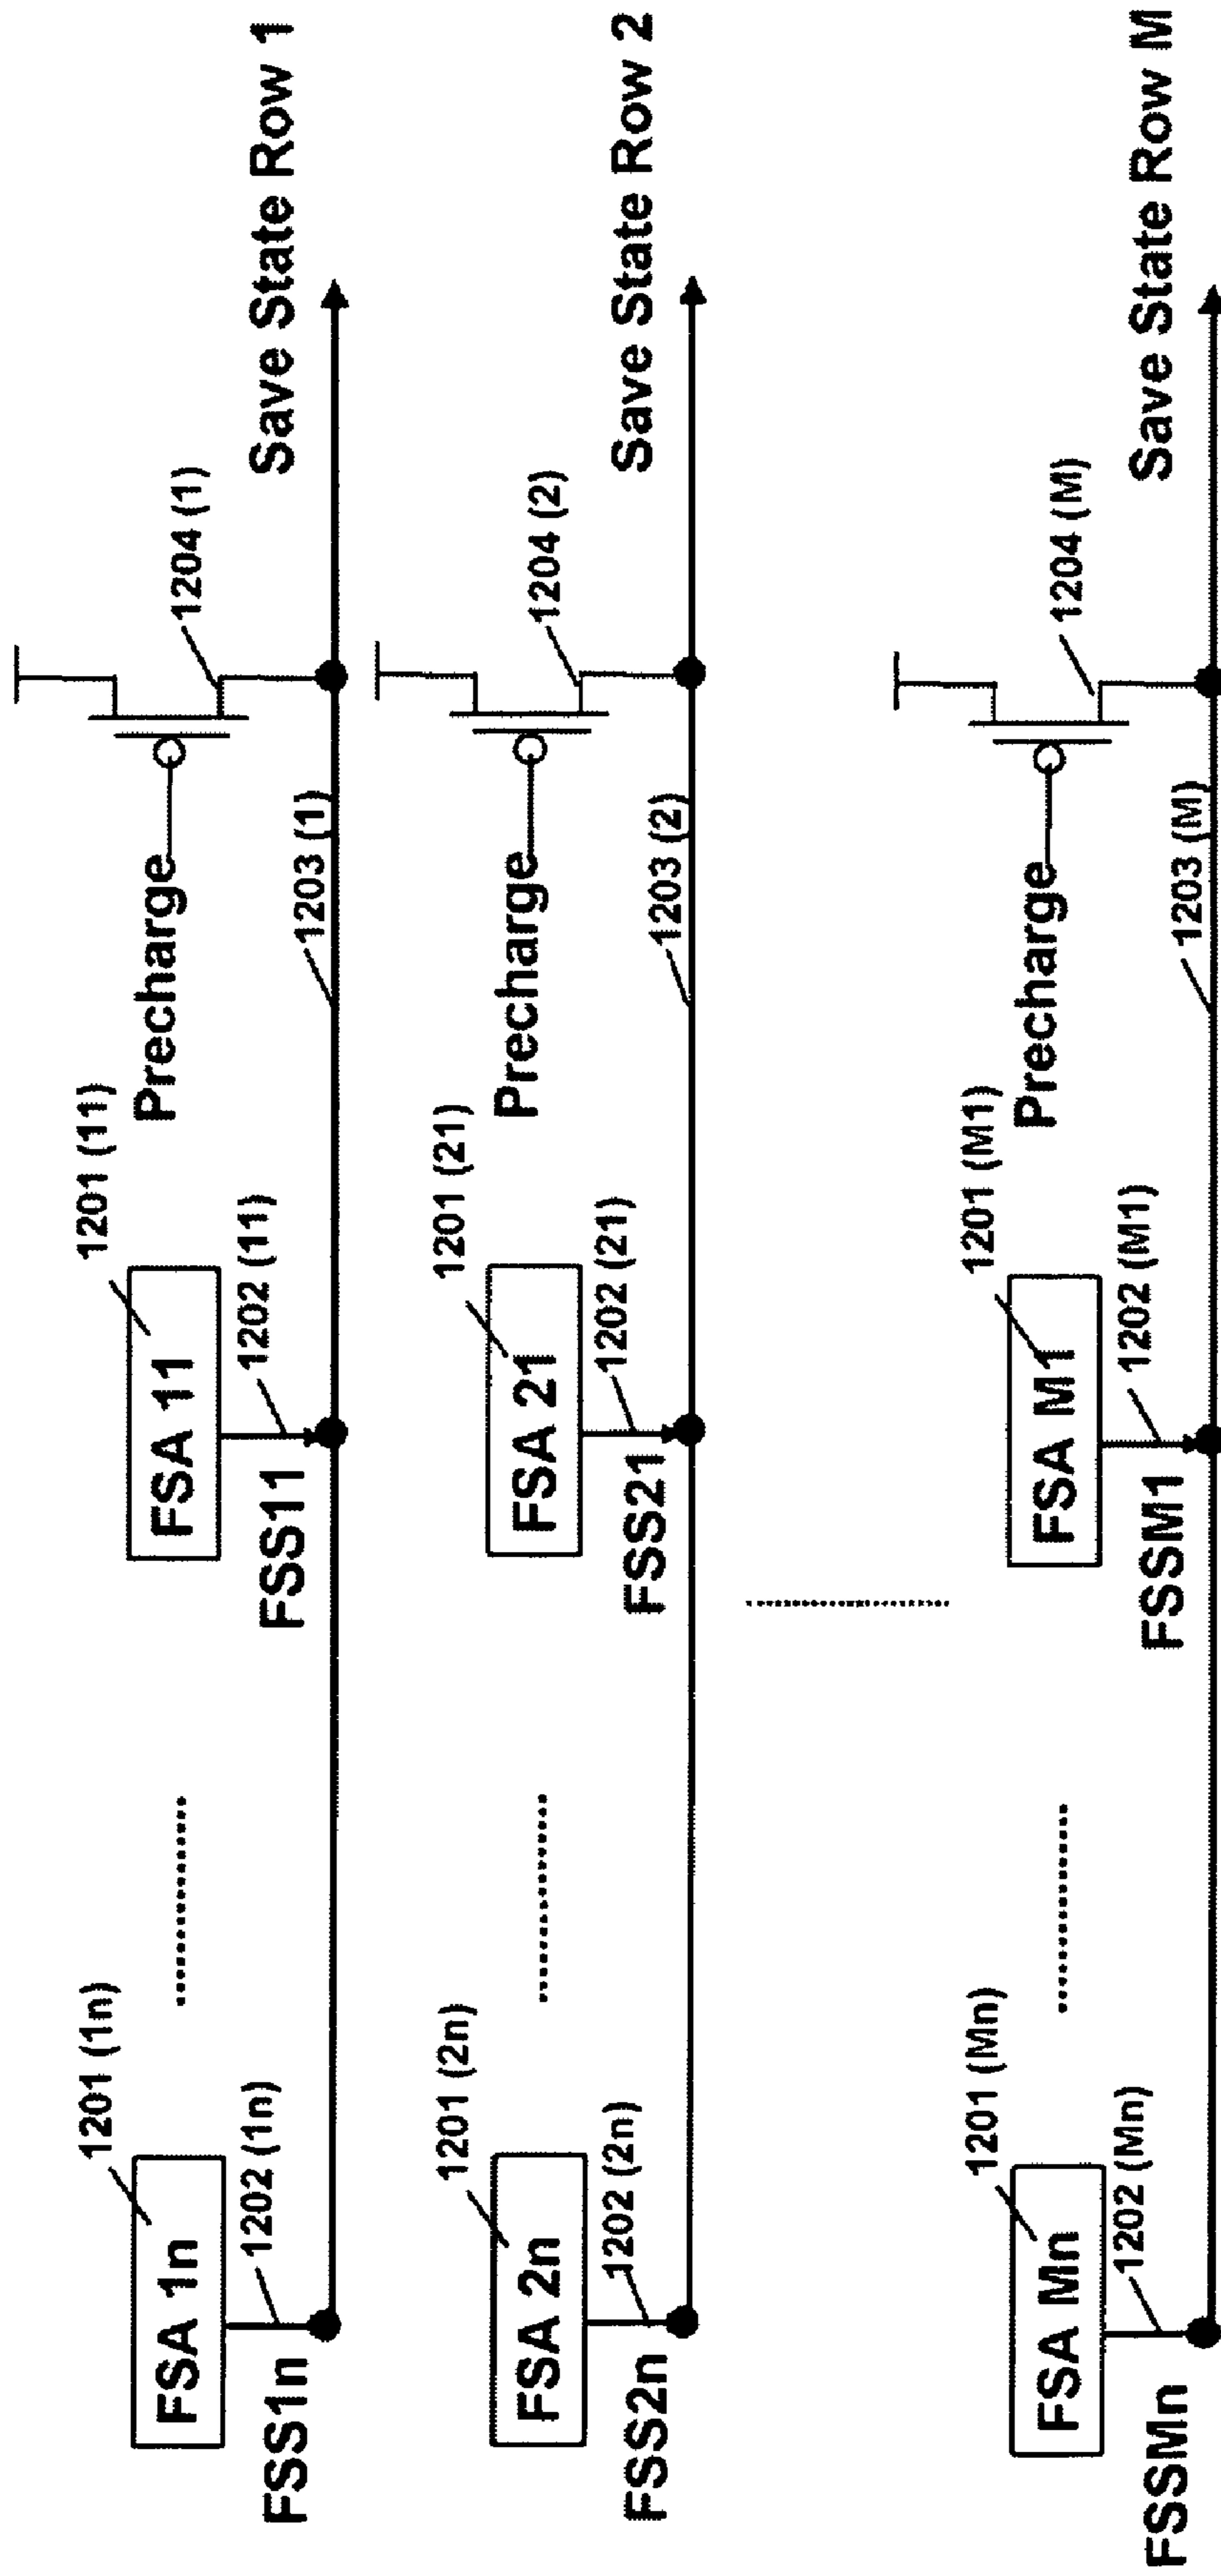 1201 (1n)
FSA 1n
1202 (1n)
FSS1n
1201 (11)
FSA 11
1202 (11)
FSS11
Precharge
1204 (1)
1203 (1)
Save State Row 1
1201 (2n)
FSA 2n
1202 (2n)
FSS2n
1201 (21)
FSA 21
1202 (21)
FSS21
Precharge
1204 (2)
1203 (2)
Save State Row 2
1201 (Mn)
FSA Mn
1202 (Mn)
FSSMn
1201 (M1)
FSA M1
1202 (M1)
FSSM1
Precharge
1204 (M)
1203 (M)
Save State Row M